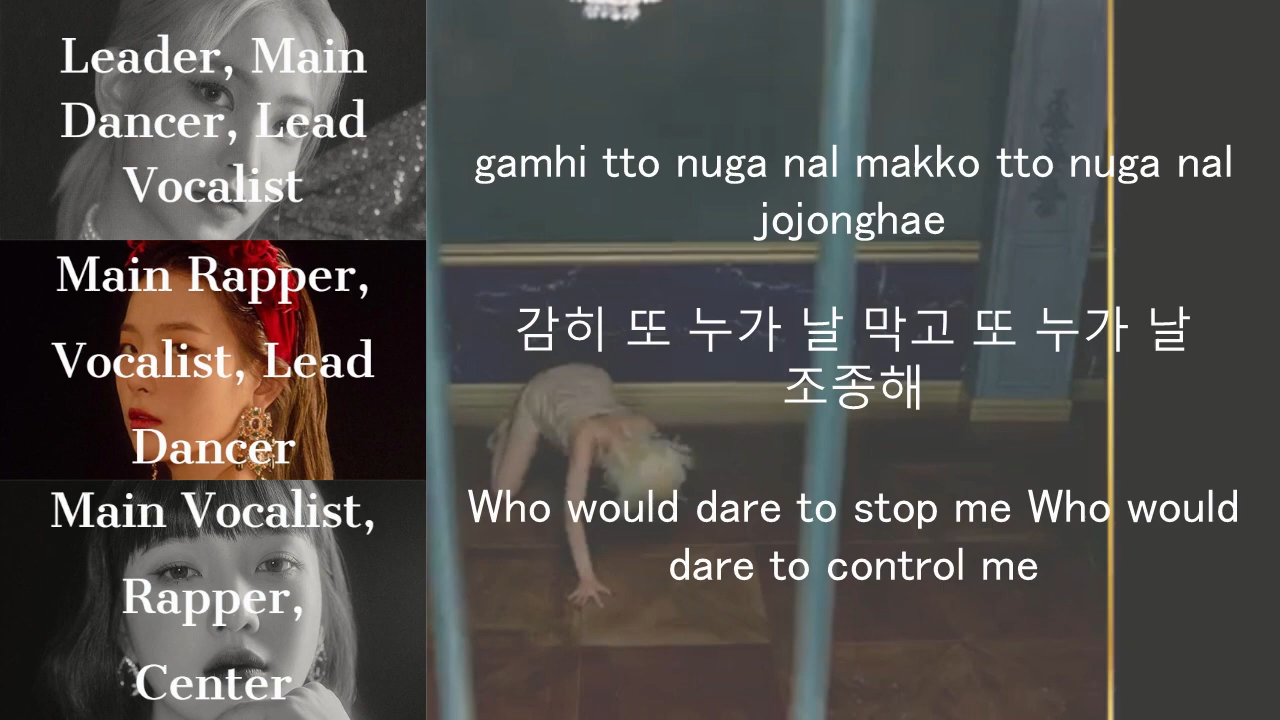 Leader, Main
Dancer, Lead
Vocalist
Main Rapper,
Vocalist, Lead
Dancer
Main Vocalist,
Rapper,
Center
gamhi tto nuga nal makko tto nuga nal
jojonghae
감히 또 누가 날 막고 또 누가 날
조종해
Who would dare to stop me Who would
dare to control me